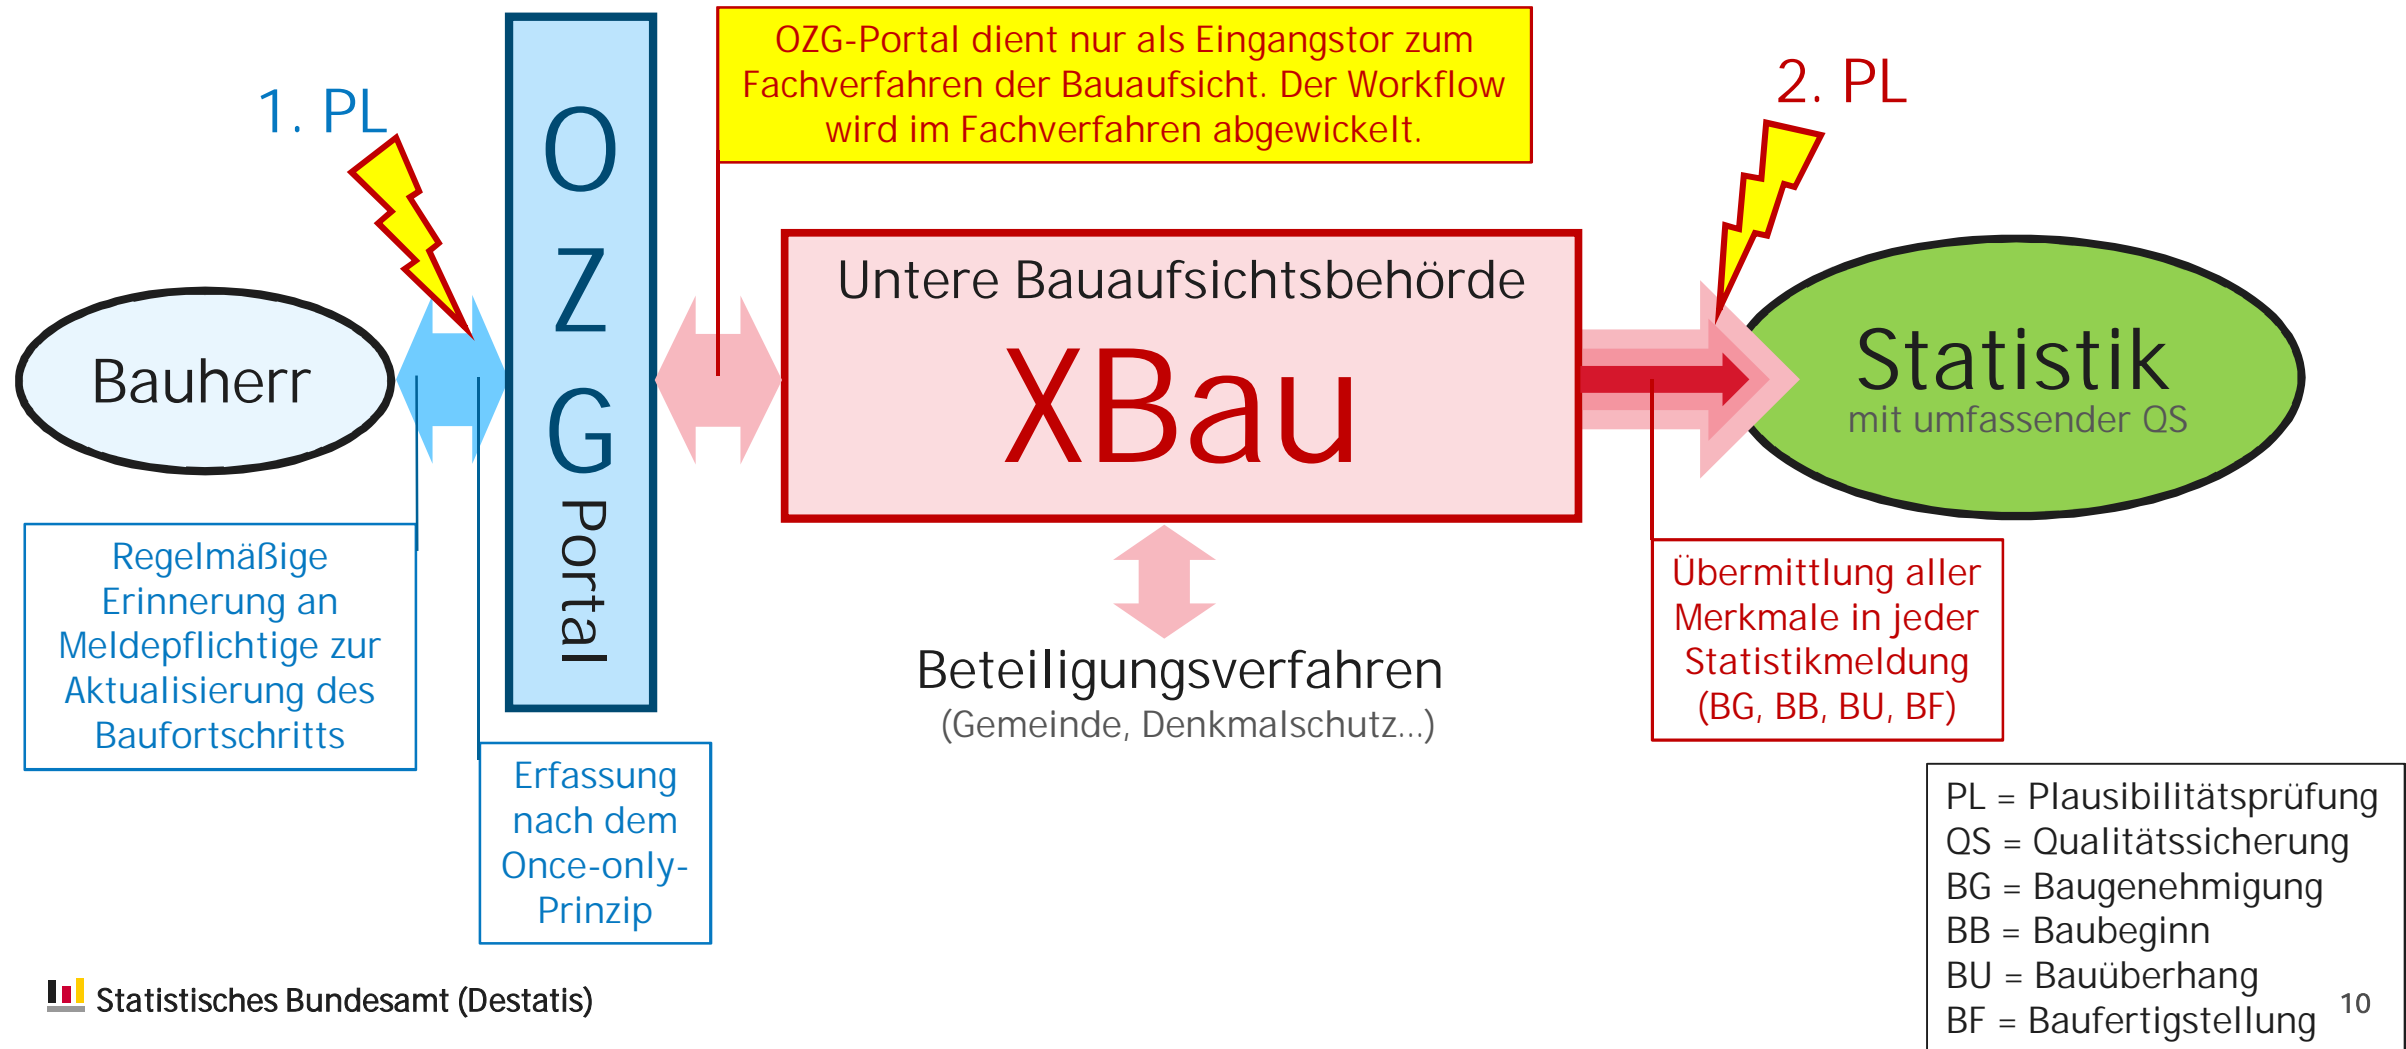 OZG-Portal dient nur als Eingangstor zum
Fachverfahren der Bauaufsicht. Der Workflow
wird im Fachverfahren abgewickelt.
1. PL
2. PL
Bauherr
O
Z
G
Portal
Untere Bauaufsichtsbehörde
XBau
Statistik
mit umfassender QS
Regelmäßige
Erinnerung an
Meldepflichtige zur
Aktualisierung des
Baufortschritts
Erfassung
nach dem
Once-only-
Prinzip
Beteiligungsverfahren
(Gemeinde, Denkmalschutz...)
Übermittlung aller
Merkmale in jeder
Statistikmeldung
(BG, BB, BU, BF)
PL = Plausibilitätsprüfung
QS = Qualitätssicherung
BG = Baugenehmigung
BB = Baubeginn
BU = Bauüberhang
BF = Baufertigstellung
Statistisches Bundesamt (Destatis)
10